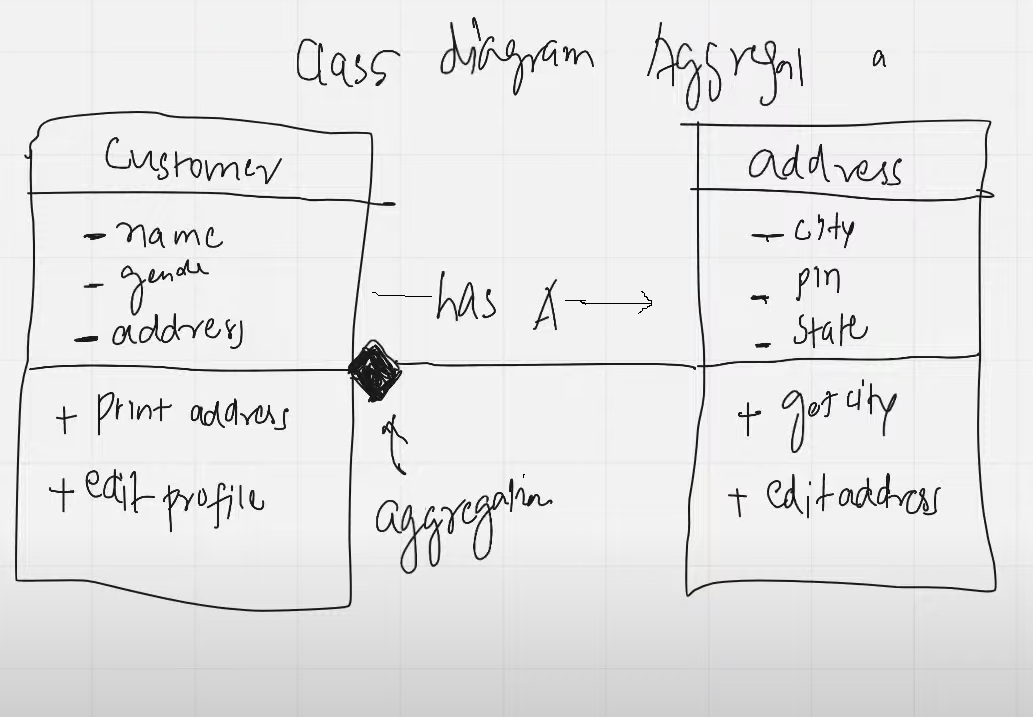 Class diagram Aggregal a
Customer
- name
- gende
- address
+ print address
+ edit profile
has A
aggregation
address
- city
- pin
- state
+ get city
+ edit address